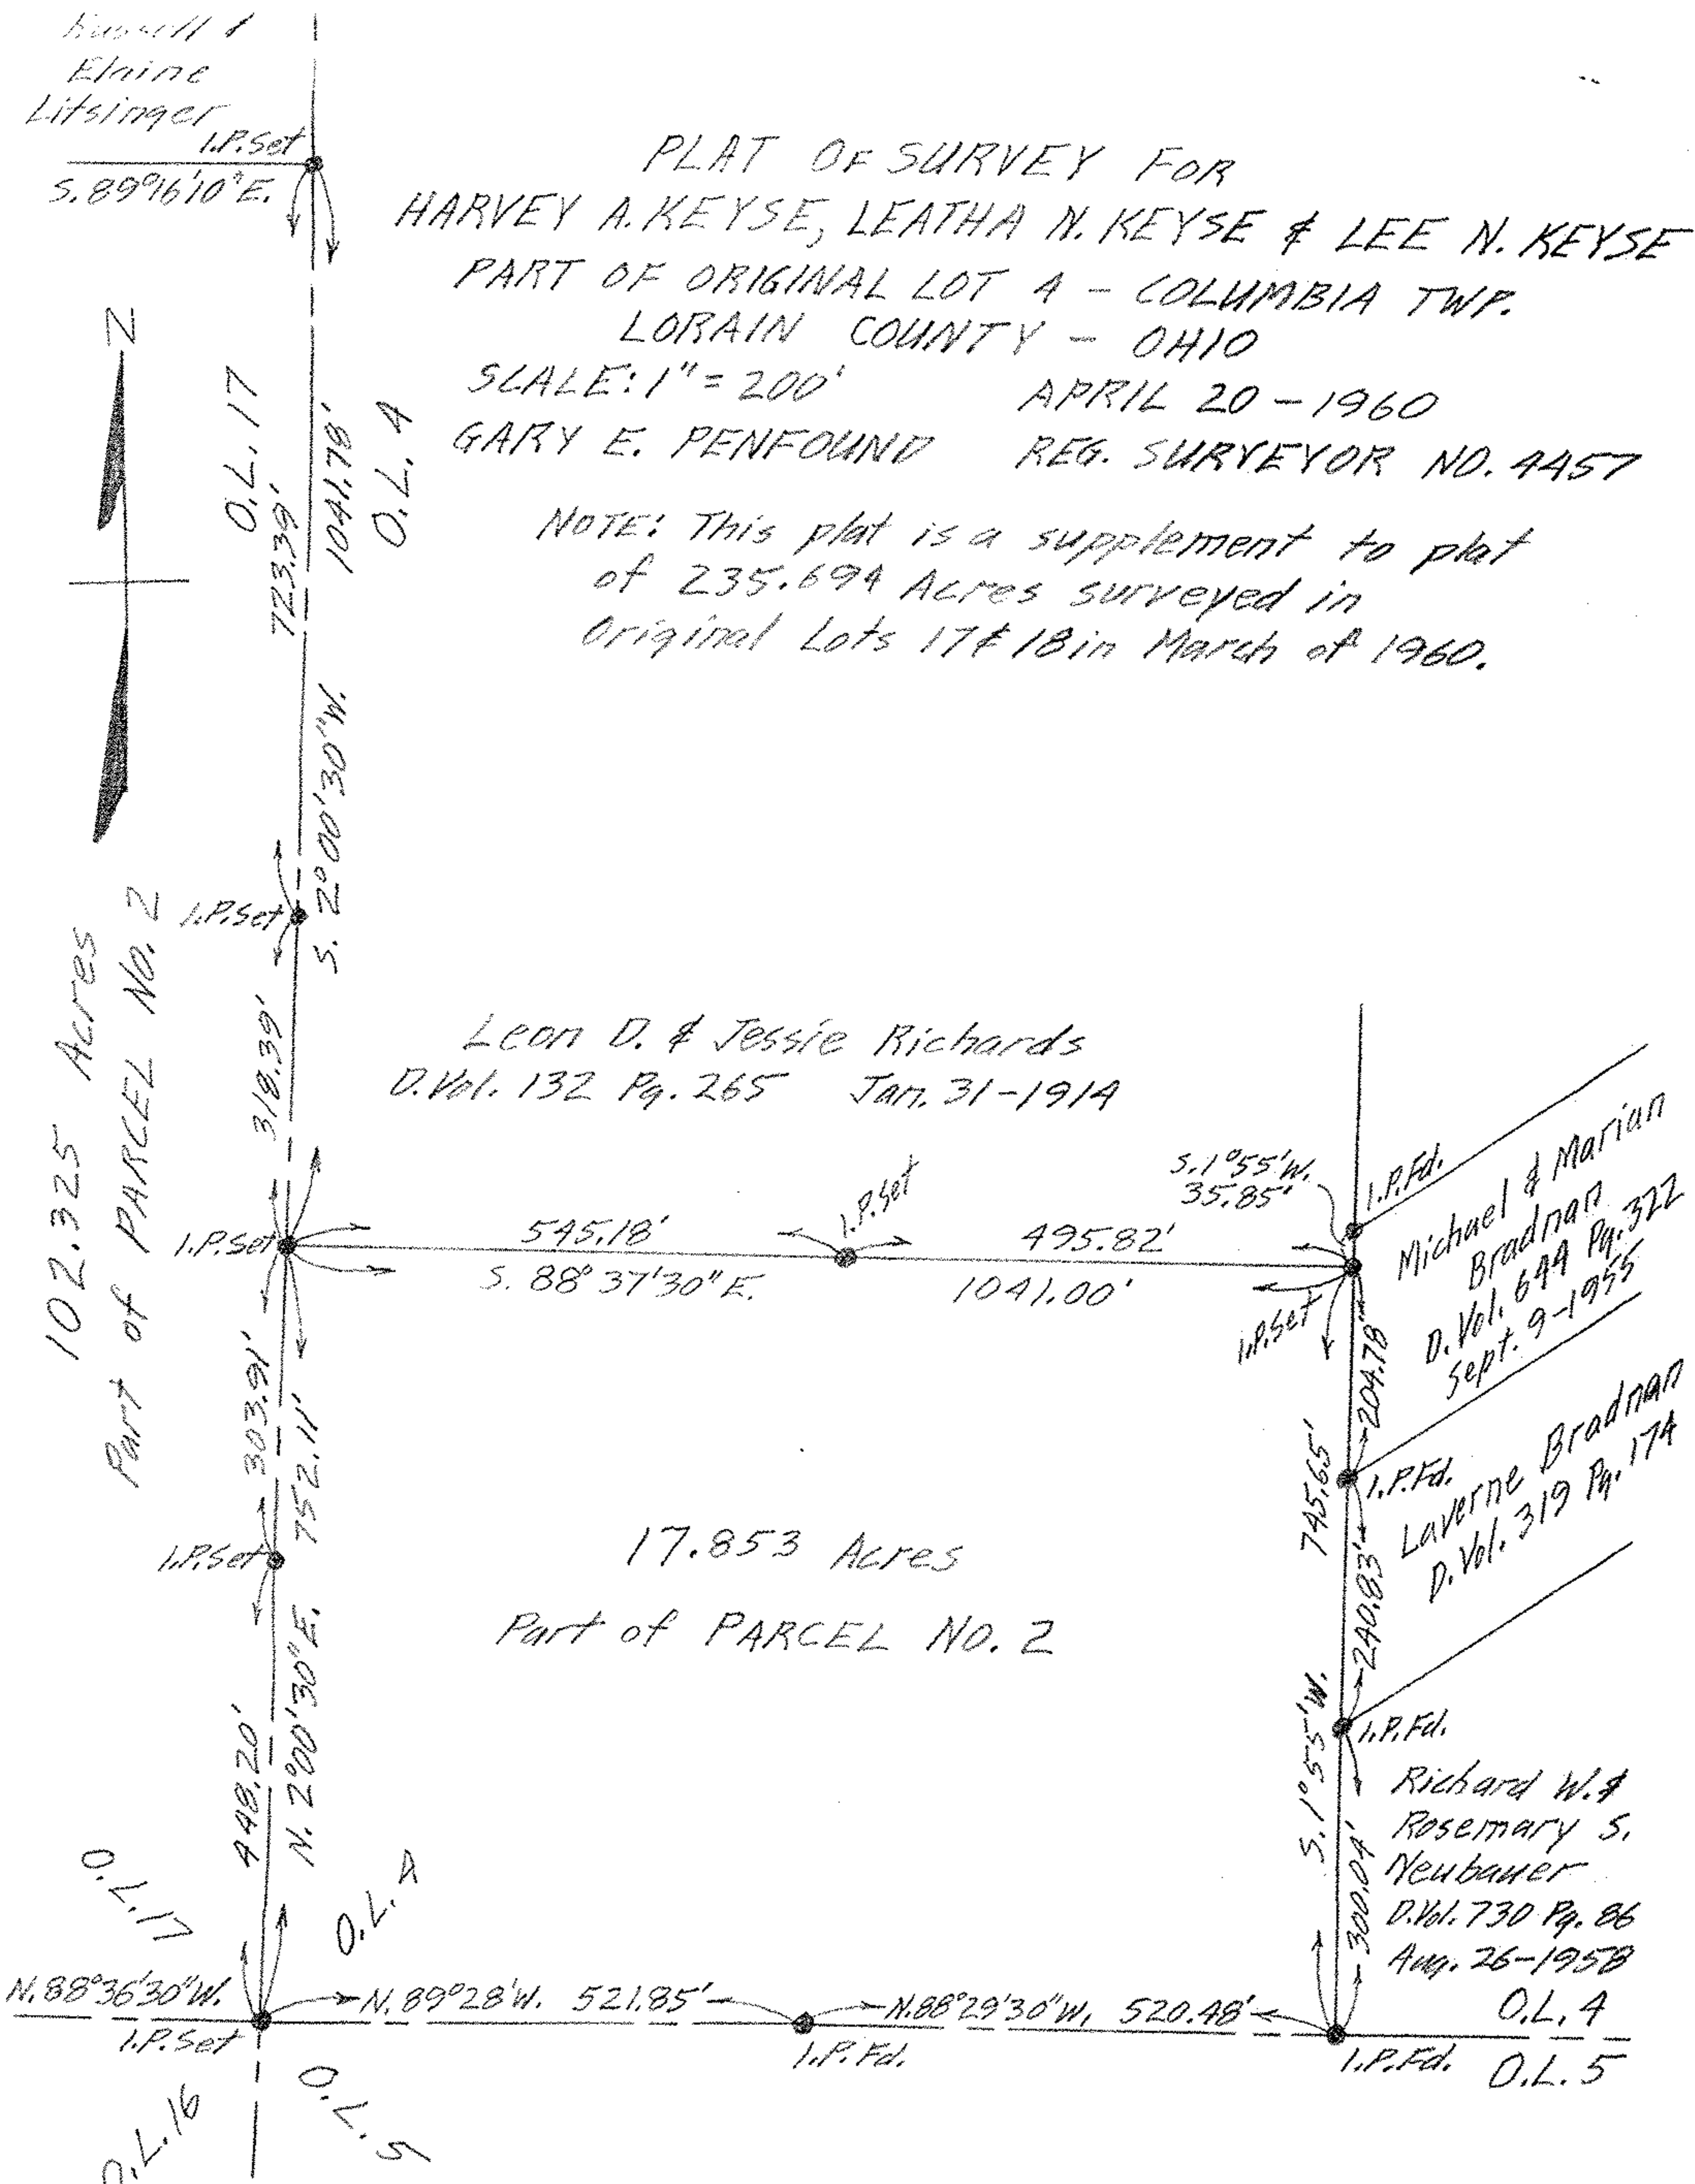 Russell &
Elaine
Litsinger
I.P. Set
S. 89°16'10" E.
PLAT OF SURVEY FOR
HARVEY A. KEYSE, LEATHA N. KEYSE & LEE N. KEYSE
PART OF ORIGINAL LOT 4 - COLUMBIA TWP.
LORAIN COUNTY - OHIO
SCALE: 1" = 200'
APRIL 20 - 1960
GARY E. PENFOUND
REG. SURVEYOR NO. 4457
NOTE: This plat is a supplement to plat
of 235.694 Acres surveyed in
Original Lots 17 & 18 in March of 1960.
N
O.L. 17
723.39'
1041.78'
O.L. 4
S. 2°00'30" W.
I.P. Set
102.325 Acres
Part of PARCEL No. 2
318.39'
Leon D. & Jessie Richards
D. Vol. 132 Pg. 265 Jan. 31-1914
I.P. Set
545.18'
I.P. Set
495.82'
S. 88°37'30" E.
1041.00'
S. 1°55' W.
35.85'
I.P. Fd.
I.P. Set
Michael & Marian
Bradnan
D. Vol. 644 Pg. 322
Sept. 9-1955
204.78'
745.65'
I.P. Fd.
Laverne Bradnan
D. Vol. 319 Pg. 174
240.83'
303.91'
752.11'
I.P. Set
17.853 Acres
Part of PARCEL NO. 2
448.20'
N. 2°00'30" E.
S. 1°55' W.
I.P. Fd.
300.04'
Richard W. &
Rosemary S.
Neubauer
D. Vol. 730 Pg. 86
Aug. 26-1958
O.L. 17
O.L. 4
N. 88°36'30" W.
N. 89°28' W. 521.85'
N. 88°29'30" W. 520.48'
O.L. 4
I.P. Set
I.P. Fd.
I.P. Fd.
O.L. 5
O.L. 16
O.L. 5